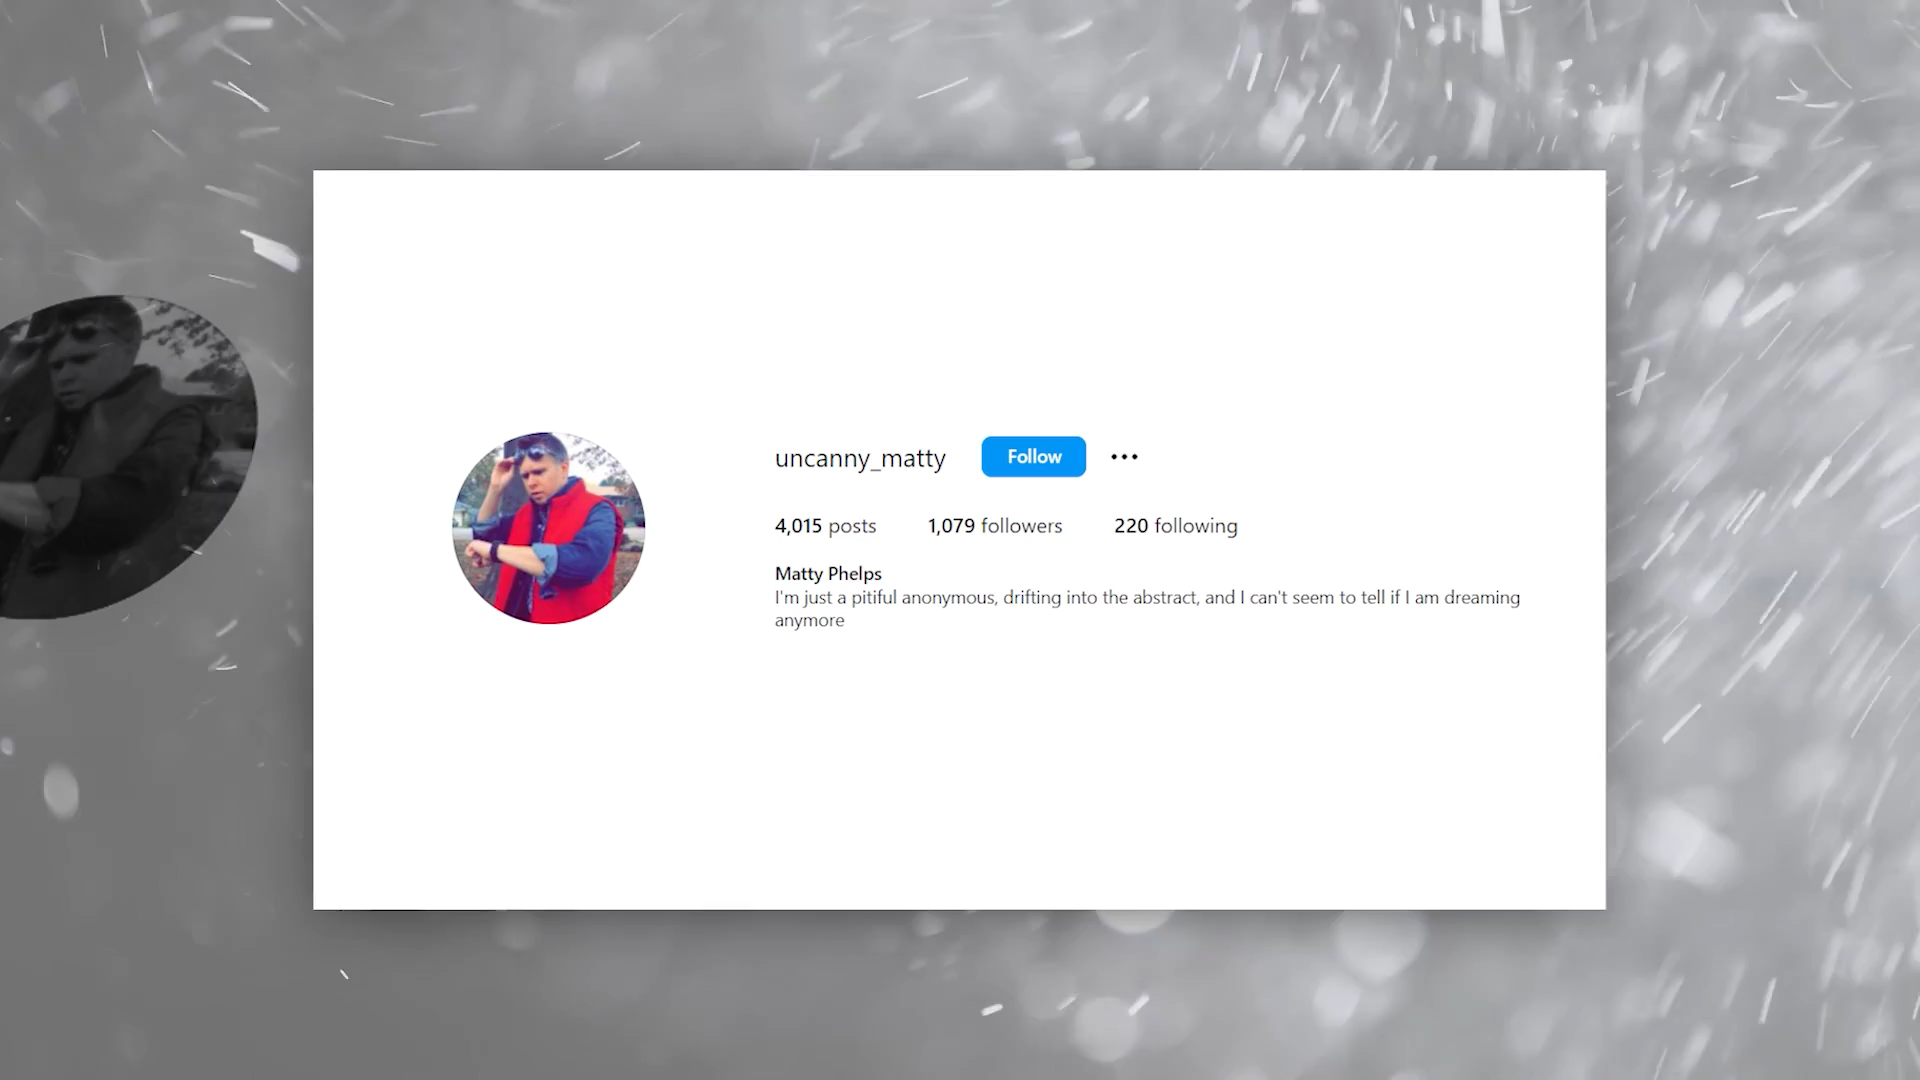 uncanny_matty Follow
4,015 posts 1,079 followers 220 following
Matty Phelps
I'm just a pitiful anonymous, drifting into the abstract, and I can't seem to tell if I am dreaming
anymore